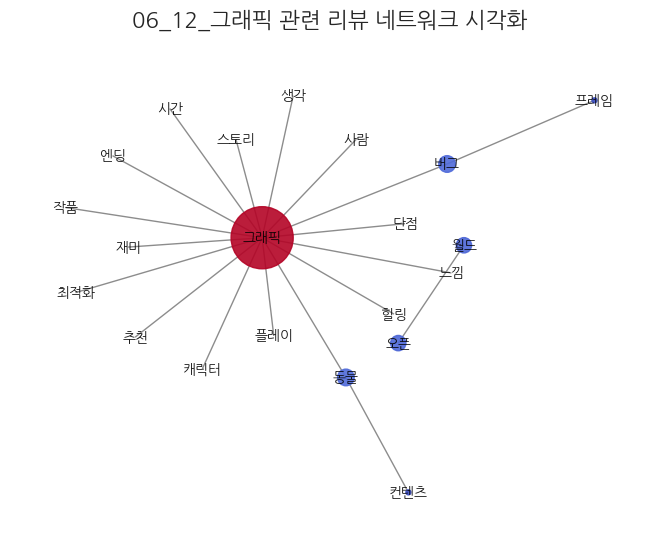 06_12_그래픽 관련 리뷰 네트워크 시각화
생각
프레임
시간
스토리
사람
엔딩
버그
작품
단점
그래픽
재미
월드
느낌
최적화
힐링
추천
플레이
오픈
캐릭터
동물
컨텐츠